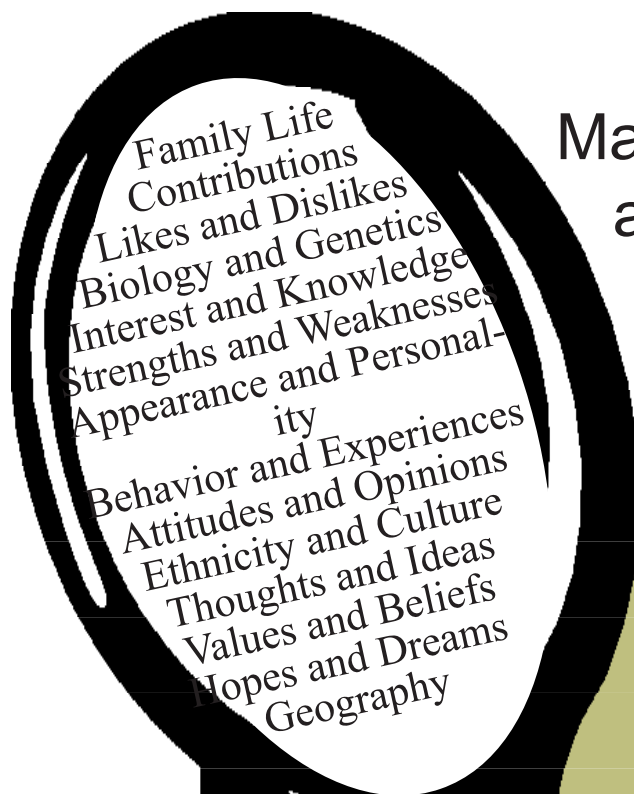 Family Life
Contributions
Likes and Dislikes
Biology and Genetics
Interest and Knowledge
Strengths and Weaknesses
Appearance and Personal-
ity
Behavior and Experiences
Attitudes and Opinions
Ethnicity and Culture
Thoughts and Ideas
Values and Beliefs
Hopes and Dreams
Geography